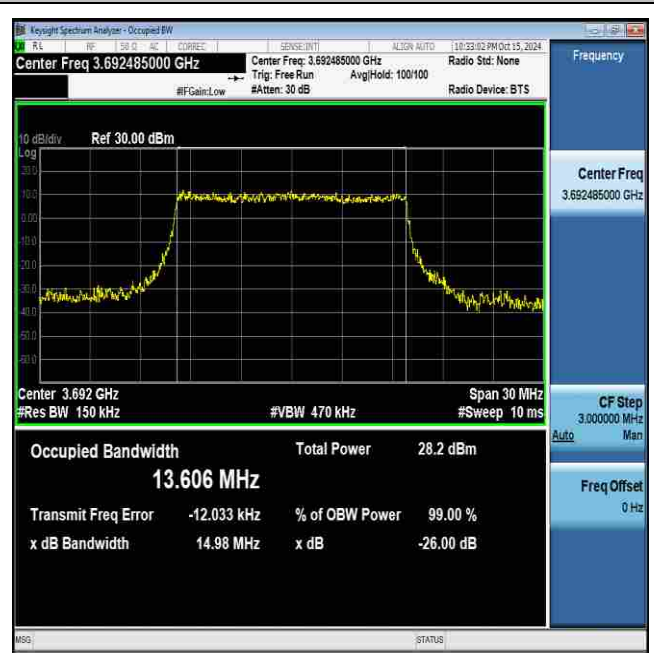 Keysight Spectrum Analyzer - Occupied BW
RL RF 50 Ω AC CORREC SENSE:INT ALIGN AUTO 10:33:02 PM Oct 15, 2024
Center Freq 3.692485000 GHz Center Freq: 3.692485000 GHz Radio Std: None Frequency
Trig: Free Run Avg|Hold: 100/100
#IFGain:Low #Atten: 30 dB Radio Device: BTS
10 dB/div Ref 30.00 dBm
Log
20.0
10.0
0.00
-10.0
-20.0
-30.0
-40.0
-50.0
-60.0
Center Freq
3.692485000 GHz
Center 3.692 GHz Span 30 MHz
#Res BW 150 kHz #VBW 470 kHz #Sweep 10 ms
CF Step
3.000000 MHz
Auto Man
Occupied Bandwidth Total Power 28.2 dBm
13.606 MHz
Transmit Freq Error -12.033 kHz % of OBW Power 99.00 %
x dB Bandwidth 14.98 MHz x dB -26.00 dB
Freq Offset
0 Hz
MSG STATUS